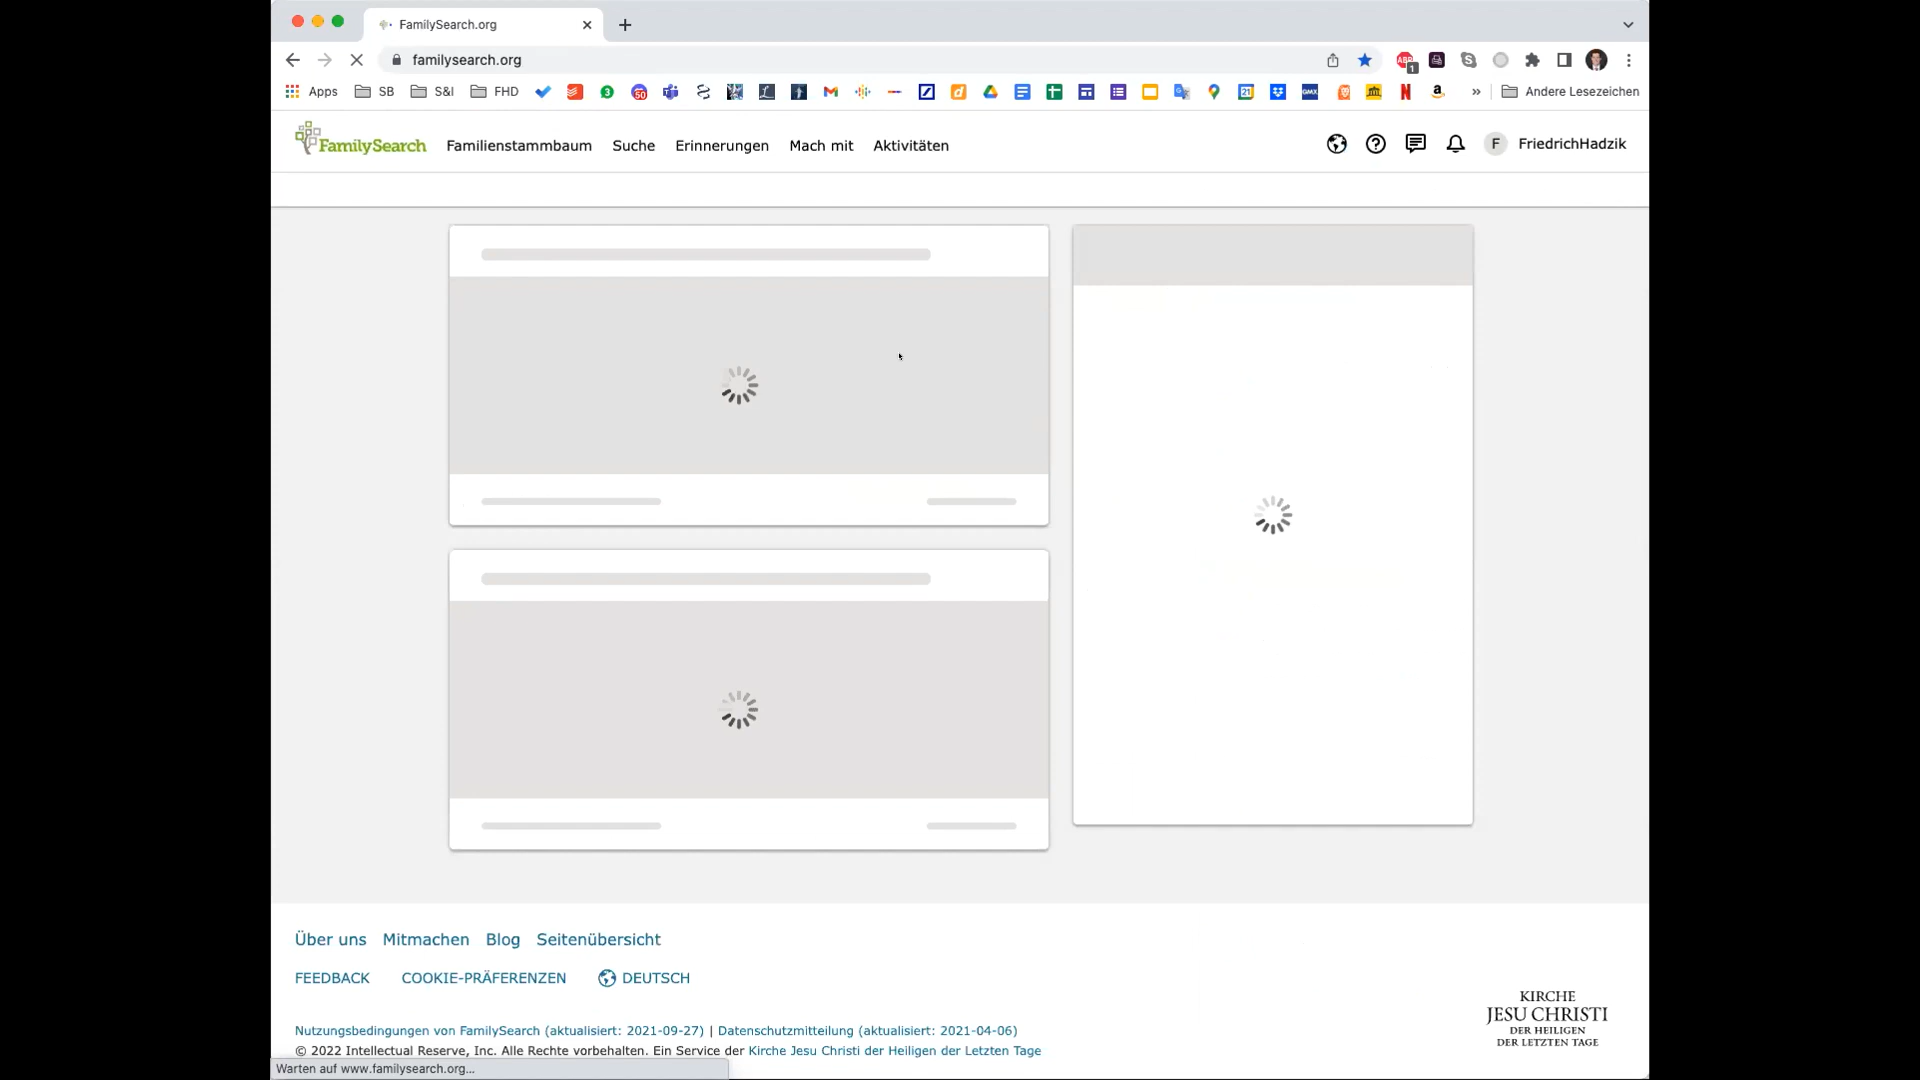 FamilySearch.org
familysearch.org
Apps SB S&I FHD Andere Lesezeichen
FamilySearch Familienstammbaum Suche Erinnerungen Mach mit Aktivitäten F FriedrichHadzik
Über uns Mitmachen Blog Seitenübersicht
FEEDBACK COOKIE-PRÄFERENZEN DEUTSCH
KIRCHE
JESU CHRISTI
DER HEILIGEN
DER LETZTEN TAGE
Nutzungsbedingungen von FamilySearch (aktualisiert: 2021-09-27) | Datenschutzmitteilung (aktualisiert: 2021-04-06)
© 2022 Intellectual Reserve, Inc. Alle Rechte vorbehalten. Ein Service der Kirche Jesu Christi der Heiligen der Letzten Tage
Warten auf www.familysearch.org...